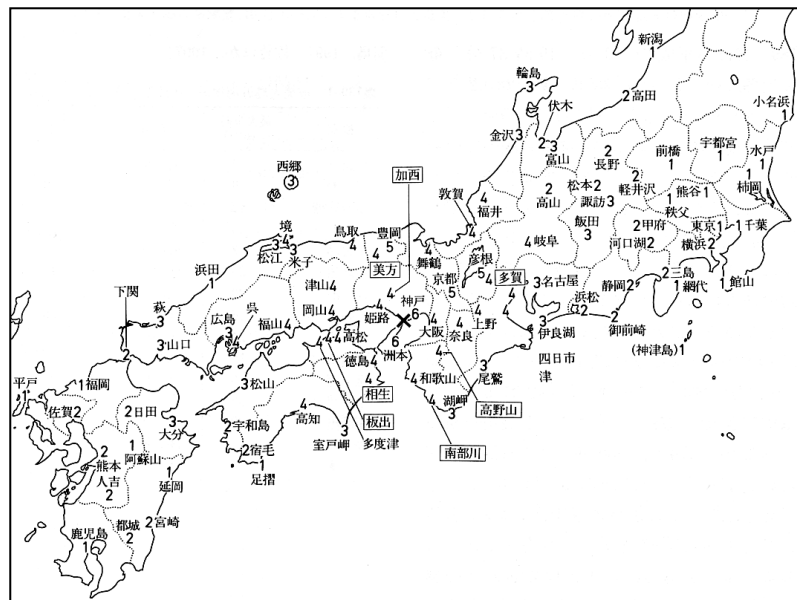 新潟
1
輪島
3
伏木
2 高田
小名浜
1
金沢3
2
3
富山
2
長野
前橋
1
宇都宮
1
水戸
1
西郷
3
加西
敦賀
4
福井
4
2
高山
松本2
諏訪3
2
軽井沢
熊谷1
1
秩父
1
柿岡
境
4
3
松江
3
米子
鳥取
4
豊岡
5
4
美方
4
舞鶴
彦根
5
4
多賀
4岐阜
飯田
3
2甲府
河口湖2
東京1
横浜2
1千葉
浜田
1
津山4
4
京都
5
4
3名古屋
静岡2
浜松
2
2三島
1
網代
1
館山
下関
2
萩
3
3山口
広島
3
呉
4
福山4
岡山4
姫路
4
神戸
6
6
洲本
4
大阪
4
奈良
4
上野
4
3
伊良湖
四日市
津
2
御前崎
(神津島)1
平戸
1
1福岡
佐賀2
2日田
3
大分
3松山
4
4
4高松
徳島4
4
相生
坂出
多度津
4
4
和歌山
4
高野山
3
尾鷲
4
潮岬
3
南部川
2
熊本
1
阿蘇山
2宇和島
2宿毛
1
足摺
4
高知
3
室戸岬
人吉
2
1
延岡
鹿児島
1
都城
2
2宮崎